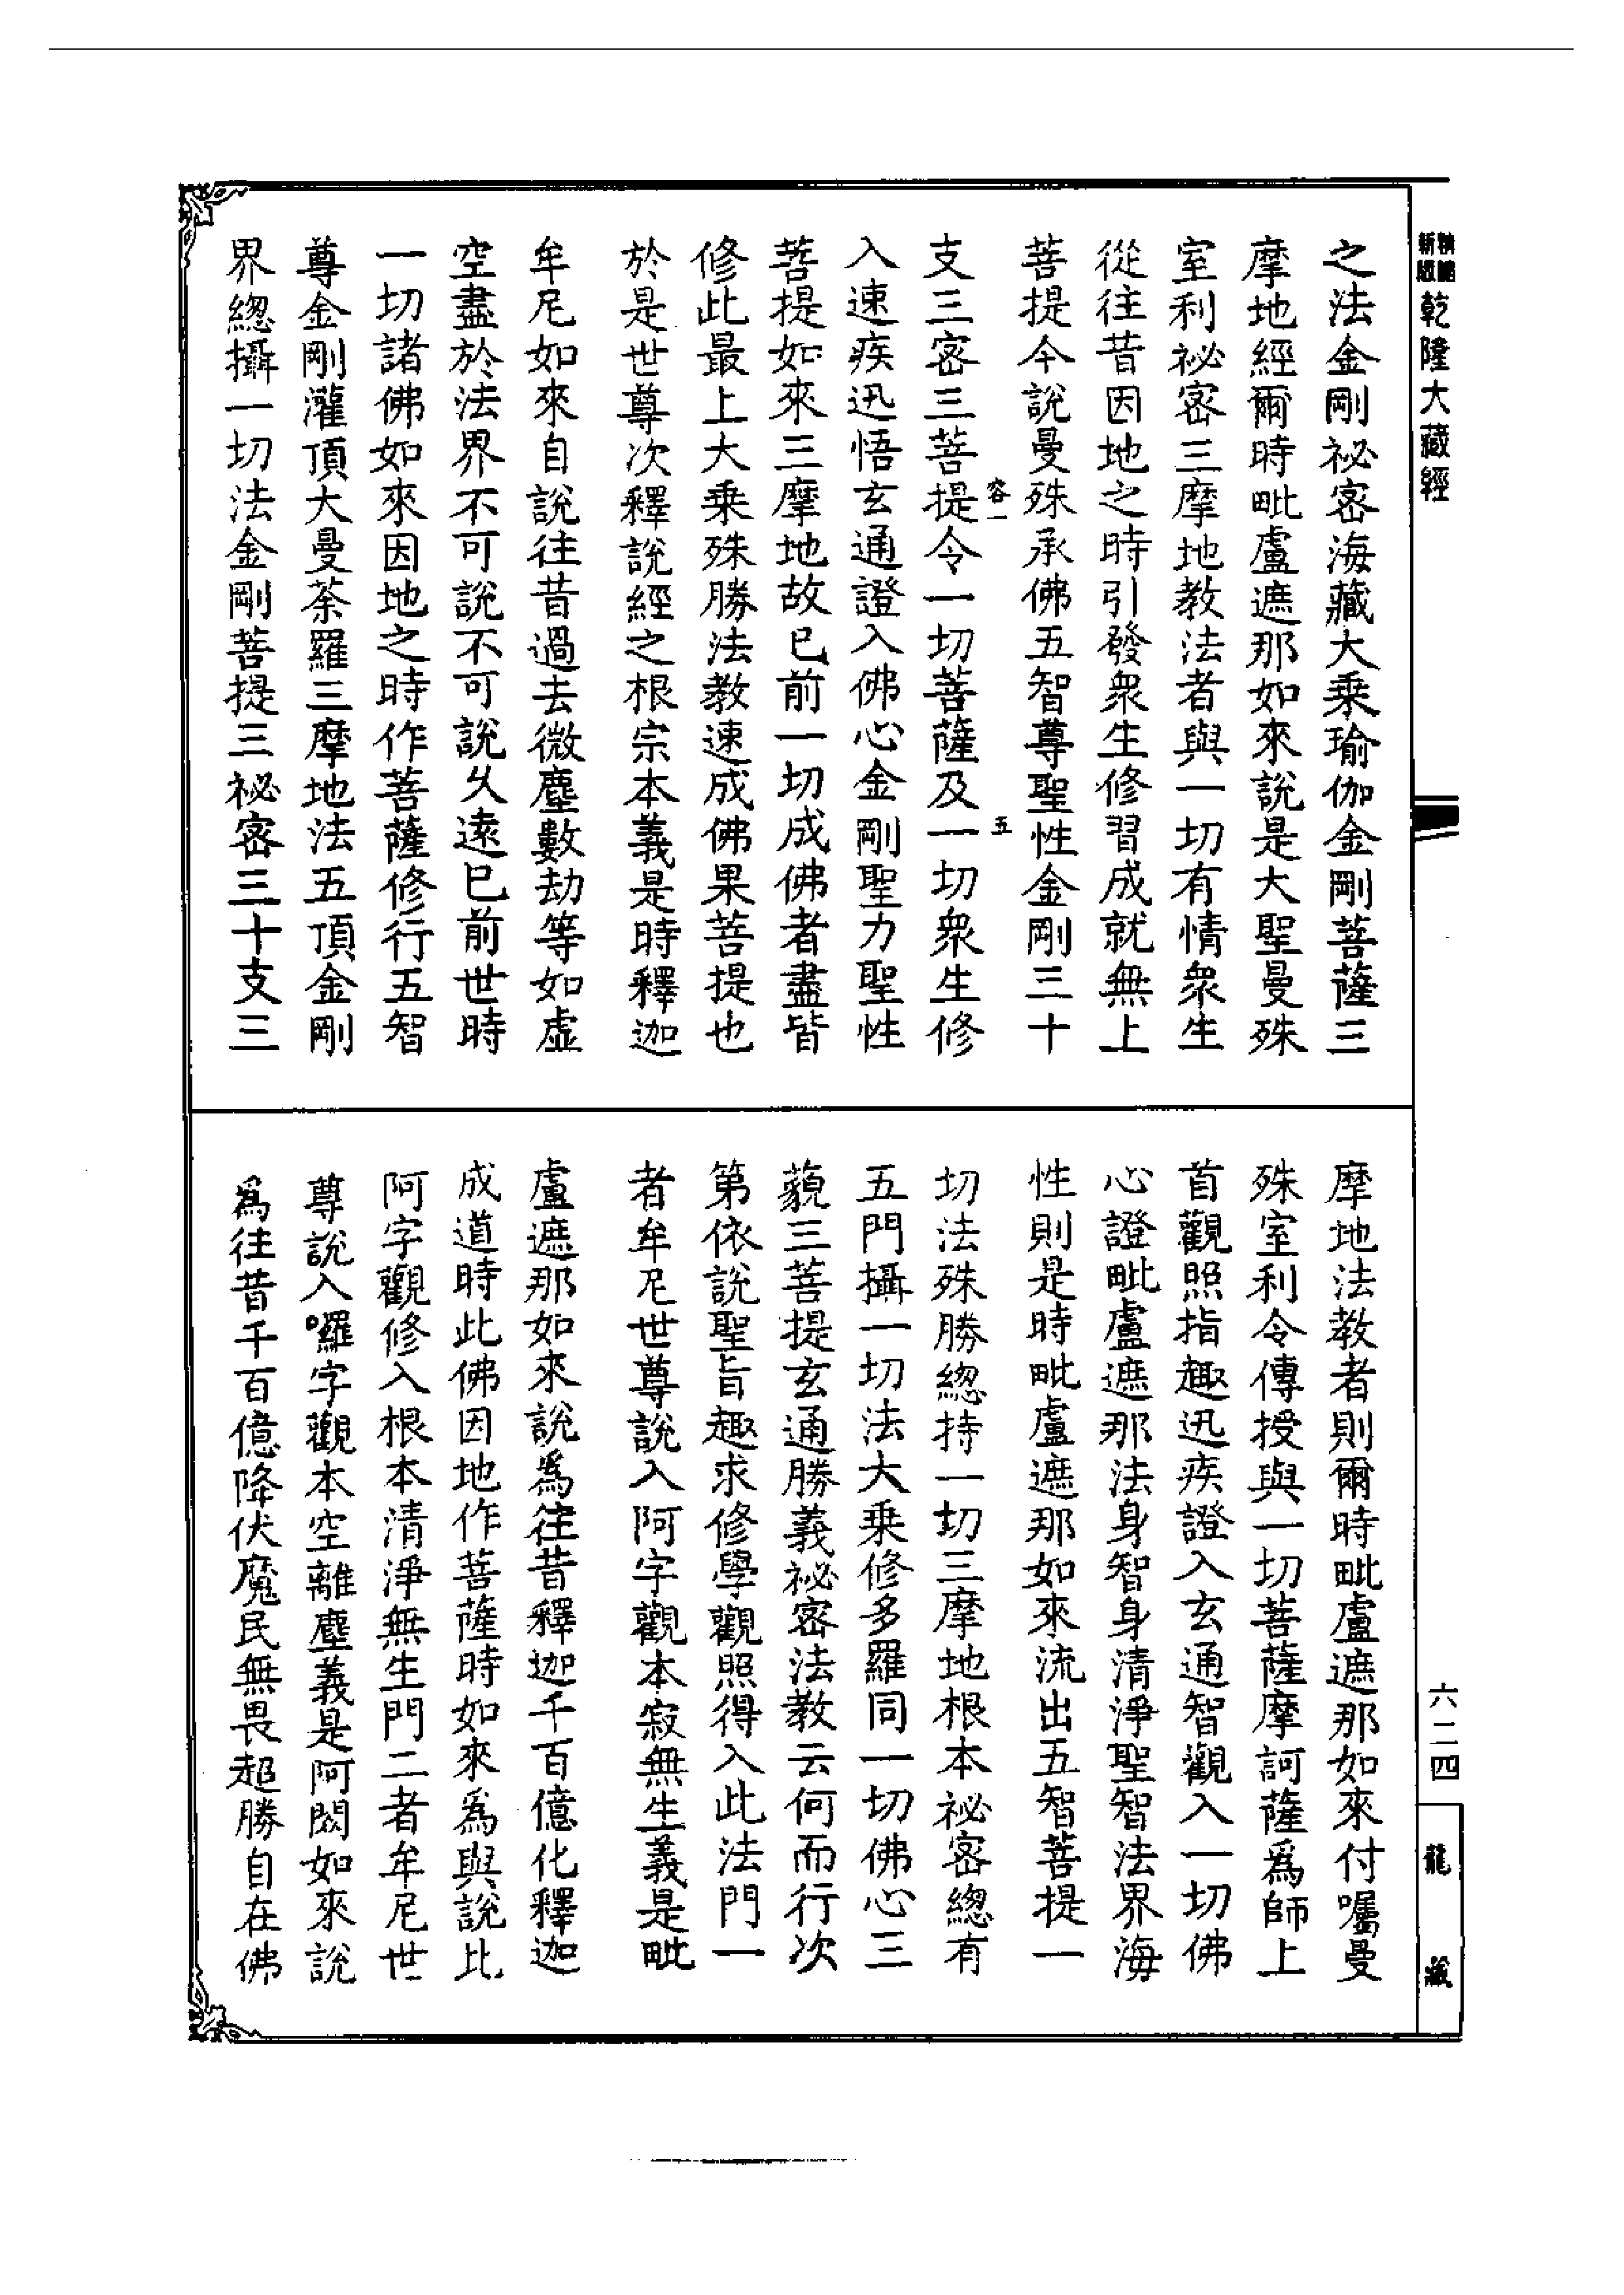 新編縮版乾隆大藏經
之法金剛祕密海藏大乘瑜伽金剛菩薩三
摩地經爾時毗盧遮那如來說是大聖曼殊
室利祕密三摩地教法者與一切有情衆生
從往昔因地之時引發衆生修習成就無上
菩提今說曼殊承佛五智尊聖性金剛三十
容一 五
支三密三菩提令一切菩薩及一切衆生修
入速疾迅悟玄通證入佛心金剛聖力聖性
菩提如來三摩地故已前一切成佛者盡皆
修此最上大乘殊勝法教速成佛果菩提也
於是世尊次釋說經之根宗本義是時釋迦
牟尼如來自說往昔過去微塵數劫等如虛
空盡於法界不可說不可說久遠已前世時
一切諸佛如來因地之時作菩薩修行五智
尊金剛灌頂大曼荼羅三摩地法五頂金剛
界總攝一切法金剛菩提三祕密三十支三
摩地法教者則爾時毗盧遮那如來付囑曼
殊室利令傳授與一切菩薩摩訶薩爲師上
首觀照指趣迅疾證入玄通智觀入一切佛
心證毗盧遮那法身智身清淨聖智法界海
性則是時毗盧遮那如來流出五智菩提一
切法殊勝總持一切三摩地根本祕密總有
五門攝一切法大乘修多羅同一切佛心三
藐三菩提玄通勝義祕密法教云何而行次
第依說聖旨趣求修學觀照得入此法門一
者牟尼世尊說入阿字觀本寂無生義是毗
盧遮那如來說爲往昔釋迦千百億化釋迦
成道時此佛因地作菩薩時如來爲與說比
阿字觀修入根本清淨無生門二者牟尼世
尊說入囉字觀本空離塵義是阿閦如來說
爲往昔千百億降伏魔民無畏超勝自在佛
六二四
龍藏